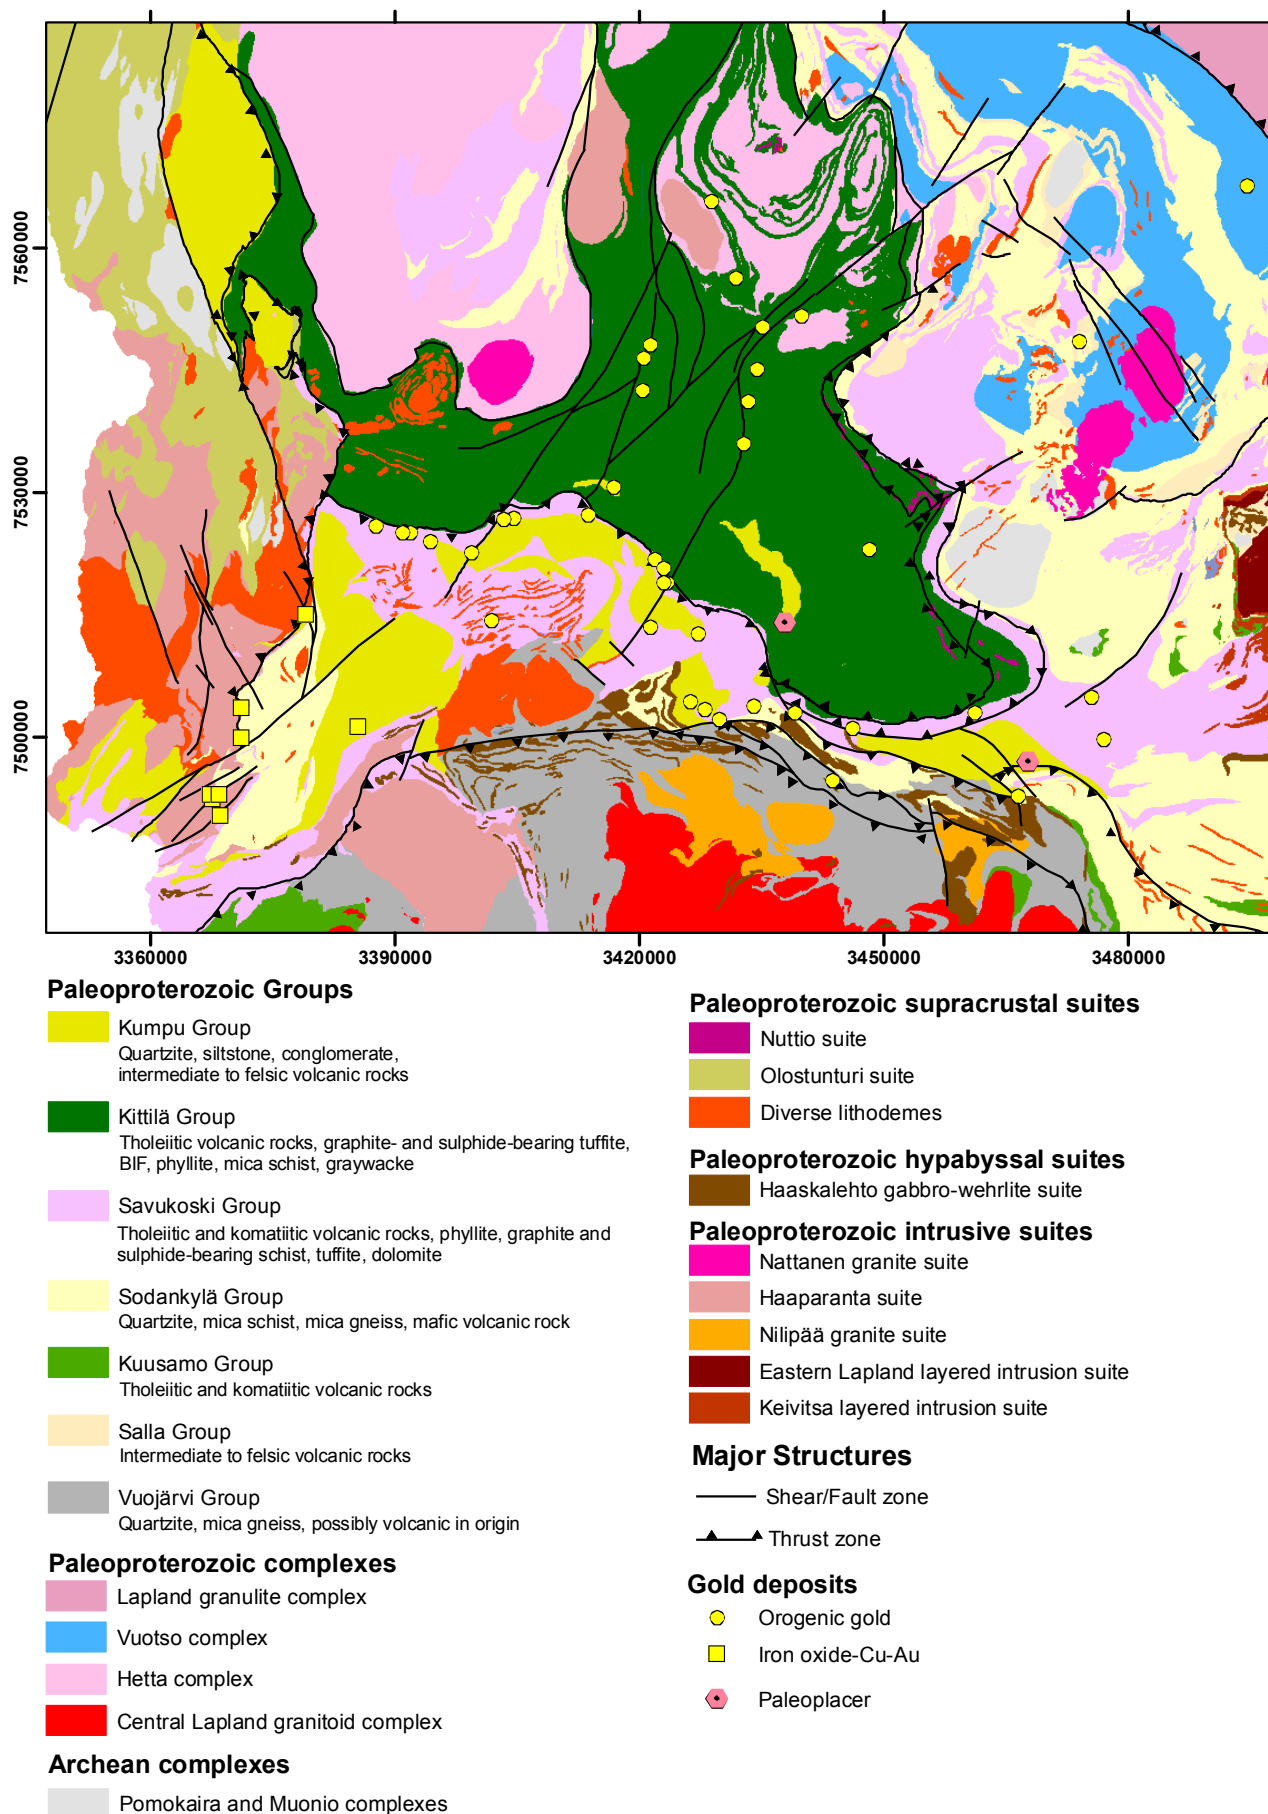 7560000
7530000
7500000
3360000
3390000
3420000
3450000
3480000
Paleoproterozoic Groups
Kumpu Group
Quartzite, siltstone, conglomerate,
intermediate to felsic volcanic rocks
Kittilä Group
Tholeiitic volcanic rocks, graphite- and sulphide-bearing tuffite,
BIF, phyllite, mica schist, graywacke
Savukoski Group
Tholeiitic and komatiitic volcanic rocks, phyllite, graphite and
sulphide-bearing schist, tuffite, dolomite
Sodankylä Group
Quartzite, mica schist, mica gneiss, mafic volcanic rock
Kuusamo Group
Tholeiitic and komatiitic volcanic rocks
Salla Group
Intermediate to felsic volcanic rocks
Vuojärvi Group
Quartzite, mica gneiss, possibly volcanic in origin
Paleoproterozoic complexes
Lapland granulite complex
Vuotso complex
Hetta complex
Central Lapland granitoid complex
Archean complexes
Pomokaira and Muonio complexes
Paleoproterozoic supracrustal suites
Nuttio suite
Olostunturi suite
Diverse lithodemes
Paleoproterozoic hypabyssal suites
Haaskalehto gabbro-wehrlite suite
Paleoproterozoic intrusive suites
Nattanen granite suite
Haaparanta suite
Nilipää granite suite
Eastern Lapland layered intrusion suite
Keivitsa layered intrusion suite
Major Structures
Shear/Fault zone
Thrust zone
Gold deposits
Orogenic gold
Iron oxide-Cu-Au
Paleoplacer